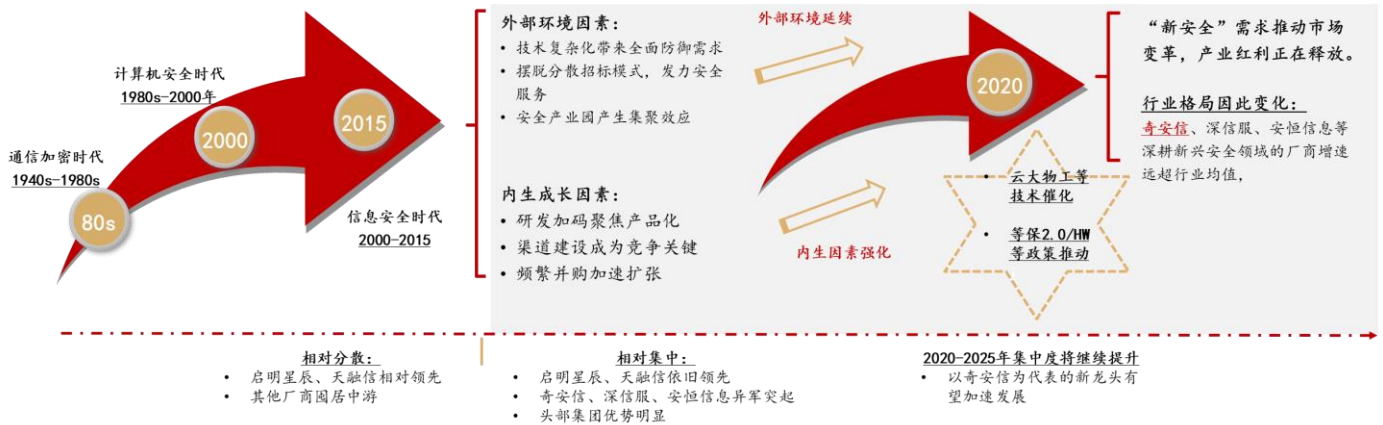 通信加密时代
1940s-1980s
80s
计算机安全时代
1980s-2000年
2000
2015
信息安全时代
2000-2015
外部环境因素：
• 技术复杂化带来全面防御需求
• 摆脱分散招标模式，发力安全
服务
• 安全产业园产生集聚效应
内生成长因素：
• 研发加码聚焦产品化
• 渠道建设成为竞争关键
• 频繁并购加速扩张
外部环境延续
内生因素强化
2020
• 云大物工等
技术催化
• 等保2.0/HW
等政策推动
“新安全”需求推动市场
变革，产业红利正在释放。
行业格局因此变化：
奇安信、深信服、安恒信息等
深耕新兴安全领域的厂商增速
远超行业均值，
相对分散：
• 启明星辰、天融信相对领先
• 其他厂商囤居中游
相对集中：
• 启明星辰、天融信依旧领先
• 奇安信、深信服、安恒信息异军突起
• 头部集团优势明显
2020-2025年集中度将继续提升
• 以奇安信为代表的新龙头有
望加速发展